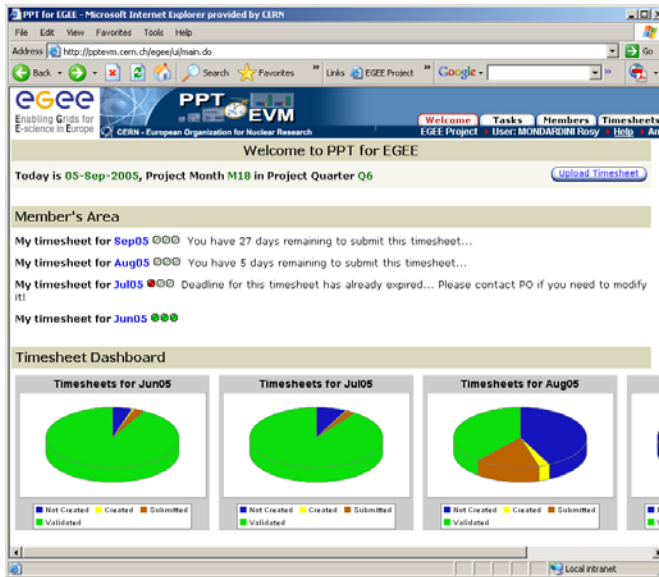 PPT for EGEE - Microsoft Internet Explorer provided by CERN
File Edit View Favorites Tools Help
Address http://pptevm.cern.ch/egee/ui/main.do Go
Back Search Favorites Links EGEE Project Google
egee PPT EVM
Enabling Grids for
E-science in Europe CERN - European Organization for Nuclear Research
Welcome Tasks Members Timesheets
EGEE Project User: MONDARDINI Rosy Help
Welcome to PPT for EGEE
Today is 05-Sep-2005, Project Month M18 in Project Quarter Q6 Upload Timesheet
Member's Area
My timesheet for Sep05 You have 27 days remaining to submit this timesheet...
My timesheet for Aug05 You have 5 days remaining to submit this timesheet...
My timesheet for Jul05 Deadline for this timesheet has already expired... Please contact PO if you need to modify
it!
My timesheet for Jun05
Timesheet Dashboard
Timesheets for Jun05 Timesheets for Jul05 Timesheets for Aug05
Not Created Created Submitted Not Created Created Submitted Not Created Created Submitted
Validated Validated Validated
Local intranet